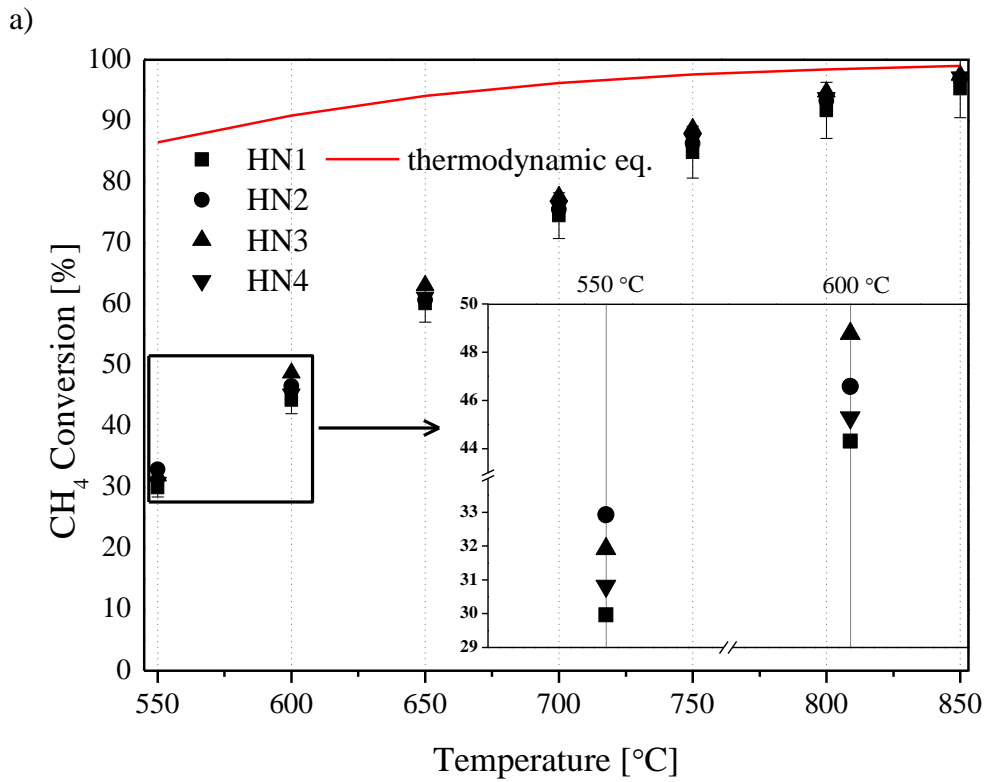 a)
100
90
80
70
60
50
40
30
20
10
0
CH4 Conversion [%]
HN1
thermodynamic eq.
HN2
HN3
HN4
550 °C
600 °C
50
48
46
44
33
32
31
30
29
550
600
650
700
750
800
850
Temperature [°C]